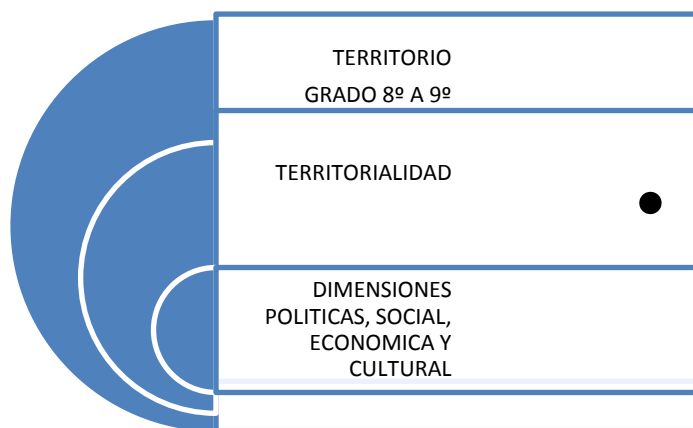 TERRITORIO
GRADO 8º A 9º
TERRITORIALIDAD
DIMENSIONES
POLITICAS, SOCIAL,
ECONOMICA Y
CULTURAL